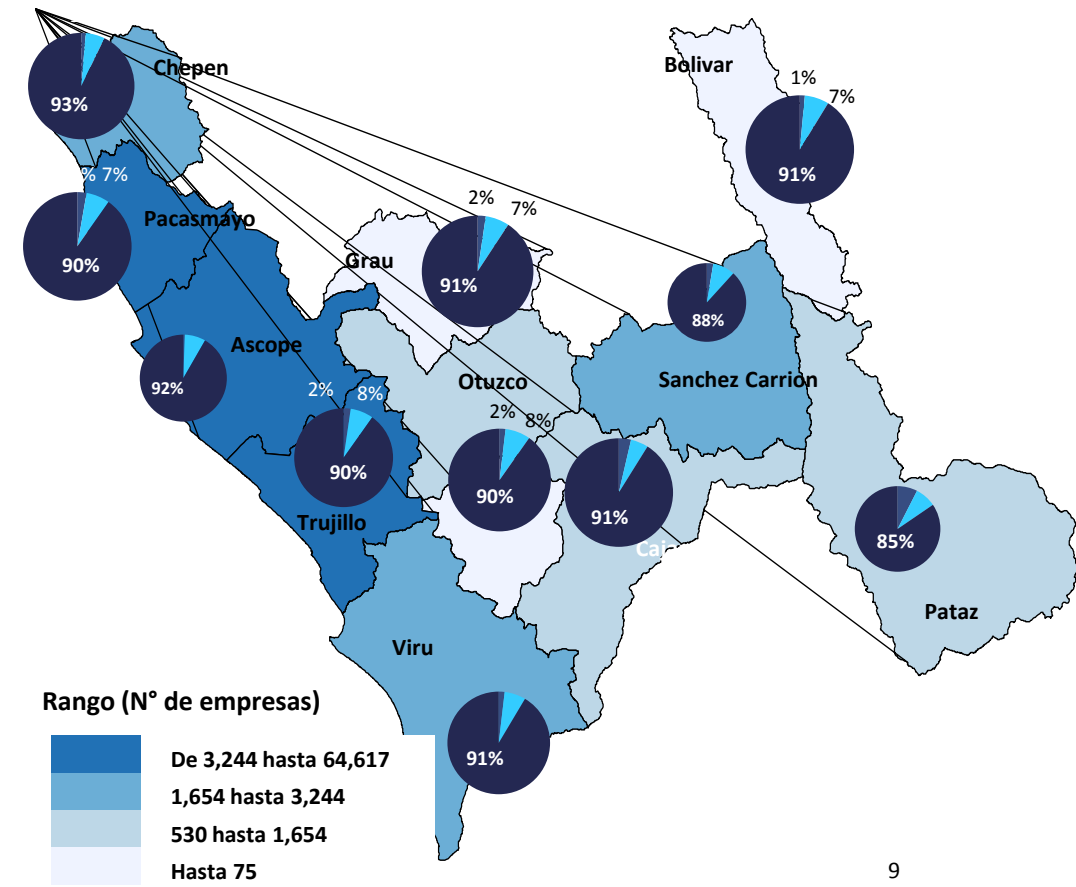 Chepen
93%
Bolivar
1%
7%
91%
% 7%
Pacasmayo
90%
2%
7%
Grau
91%
88%
Ascope
92%
Otuzco
Sanchez Carrion
2%
8%
90%
2%
8%
90%
91%
Trujillo
Caja
85%
Pataz
Viru
91%
Rango (N° de empresas)
De 3,244 hasta 64,617
1,654 hasta 3,244
530 hasta 1,654
Hasta 75
9